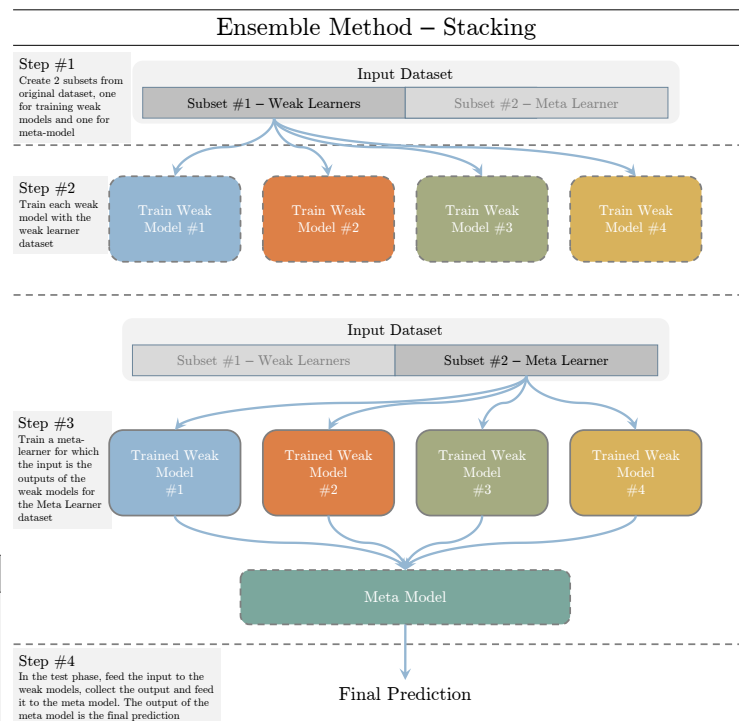 Ensemble Method – Stacking
Step #1
Create 2 subsets from
original dataset, one
for training weak
models and one for
meta-model
Input Dataset
Subset #1 – Weak Learners
Subset #2 – Meta Learner
Step #2
Train each weak
model with the
weak learner
dataset
Train Weak
Model #1
Train Weak
Model #2
Train Weak
Model #3
Train Weak
Model #4
Input Dataset
Subset #1 – Weak Learners
Subset #2 – Meta Learner
Step #3
Train a meta-
learner for which
the input is the
outputs of the
weak models for
the Meta Learner
dataset
Trained Weak
Model
#1
Trained Weak
Model
#2
Trained Weak
Model
#3
Trained Weak
Model
#4
Meta Model
Step #4
In the test phase, feed the input to the
weak models, collect the output and feed
it to the meta model. The output of the
meta model is the final prediction
Final Prediction